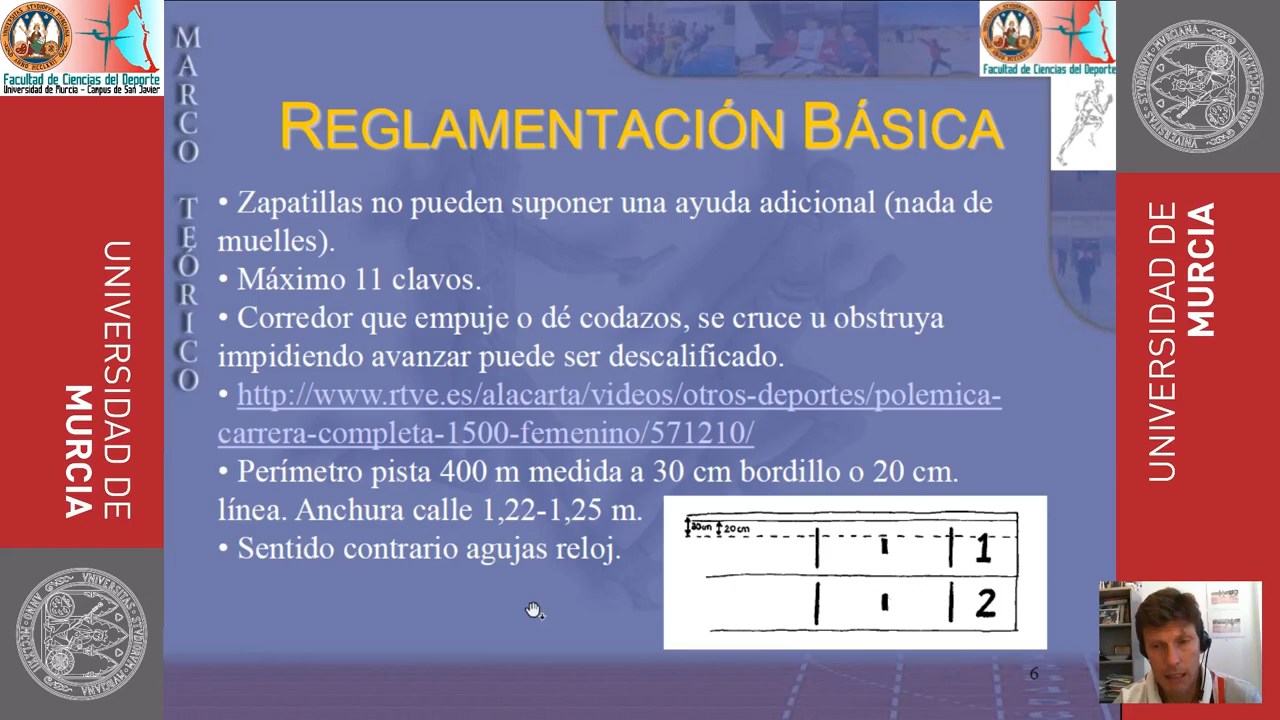 Facultad de Ciencias del Deporte
Universidad de Murcia - Campus de San Javier
MARCO TEÓRICO
Facultad de Ciencias del Deporte
REGLAMENTACIÓN BÁSICA
• Zapatillas no pueden suponer una ayuda adicional (nada de
muelles).
• Máximo 11 clavos.
• Corredor que empuje o dé codazos, se cruce u obstruya
impidiendo avanzar puede ser descalificado.
• http://www.rtve.es/alacarta/videos/otros-deportes/polemica-
carrera-completa-1500-femenino/571210/
• Perímetro pista 400 m medida a 30 cm bordillo o 20 cm.
línea. Anchura calle 1,22-1,25 m.
• Sentido contrario agujas reloj.
30cm 20cm
1
2
6
UNIVERSIDAD DE
MURCIA
UNIVERSIDAD DE
MURCIA